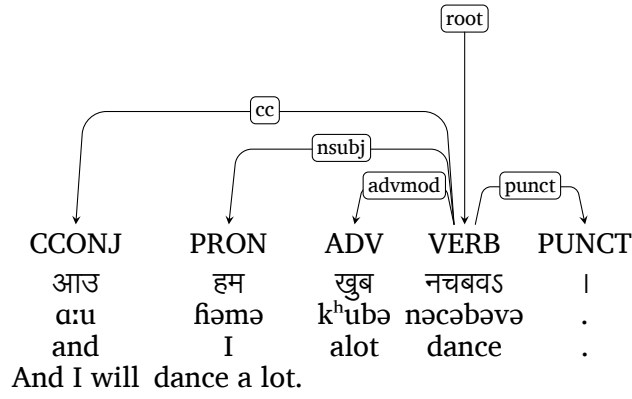 root
cc
nsubj
advmod punct
CCONJ PRON ADV VERB PUNCT
आउ हम खुब नचबवऽ ।
ɑːu ɦəmə kʰubə nəcəbəvə .
and I alot dance .
And I will dance a lot.